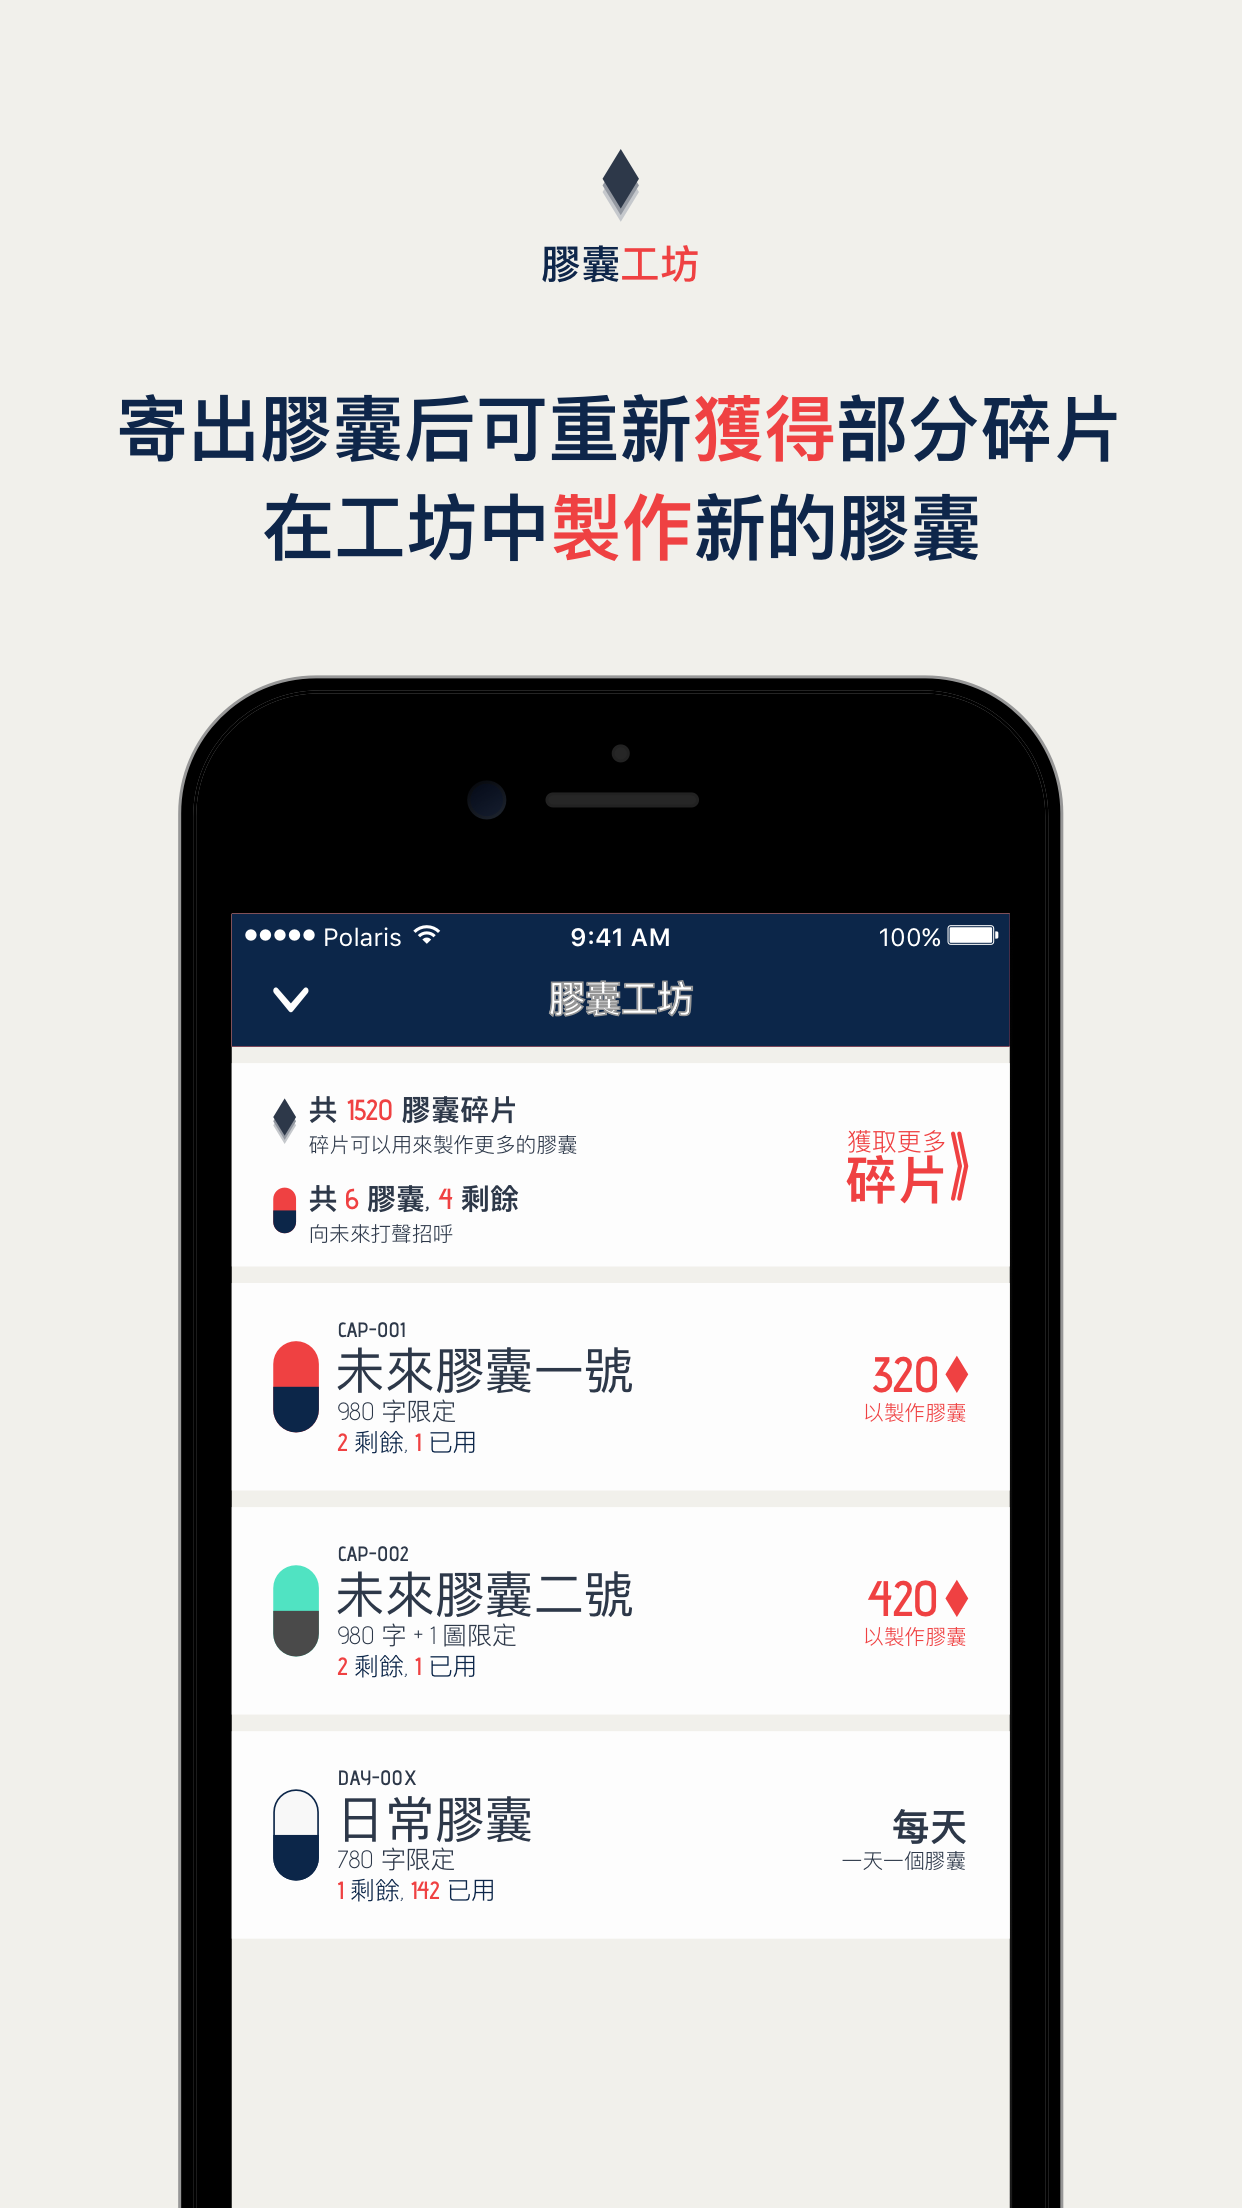 膠囊工坊
寄出膠囊后可重新獲得部分碎片
在工坊中製作新的膠囊
Polaris 9:41 AM 100%
膠囊工坊
共 1520 膠囊碎片
碎片可以用來製作更多的膠囊
獲取更多
碎片
共 6 膠囊, 4 剩餘
向未來打聲招呼
CAP-001
未來膠囊一號
980 字限定
2 剩餘, 1 已用
320
以製作膠囊
CAP-002
未來膠囊二號
980 字 + 1 圖限定
2 剩餘, 1 已用
420
以製作膠囊
DAY-00X
日常膠囊
780 字限定
1 剩餘, 142 已用
每天
一天一個膠囊